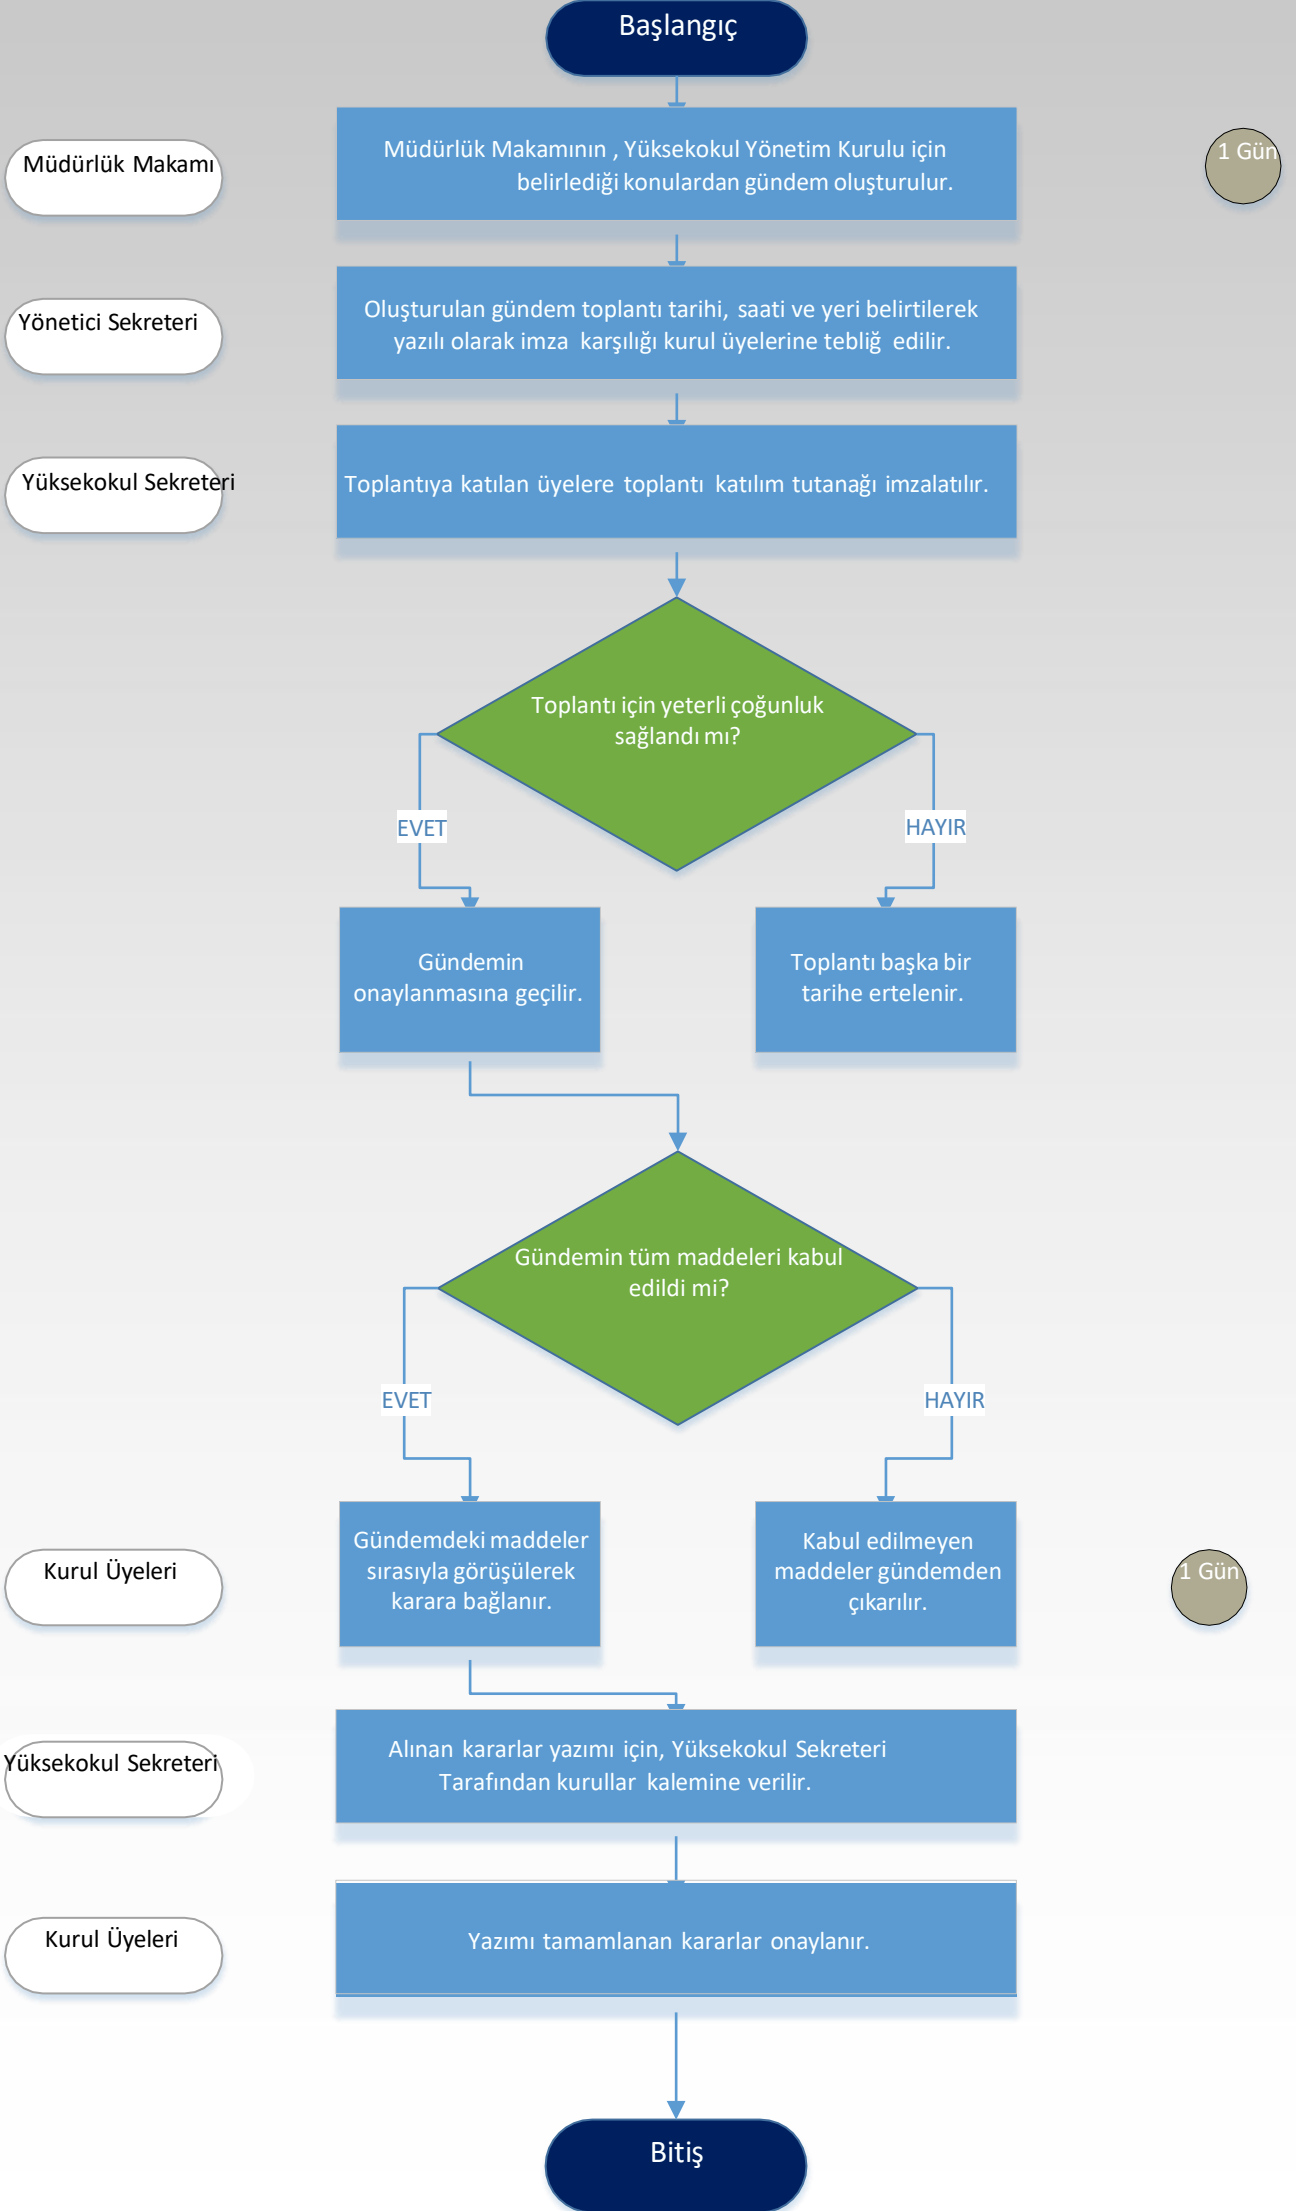 Başlangıç
Müdürlük Makamı
Müdürlük Makamının , Yüksekokul Yönetim Kurulu için
belirlediği konulardan gündem oluşturulur.
1 Gün
Yönetici Sekreteri
Oluşturulan gündem toplantı tarihi, saati ve yeri belirtilerek
yazılı olarak imza karşılığı kurul üyelerine tebliğ edilir.
Yüksekokul Sekreteri
Toplantıya katılan üyelere toplantı katılım tutanağı imzalatılır.
Toplantı için yeterli çoğunluk
sağlandı mı?
EVET
HAYIR
Gündemin
onaylanmasına geçilir.
Toplantı başka bir
tarihe ertelenir.
Gündemin tüm maddeleri kabul
edildi mi?
EVET
HAYIR
Kurul Üyeleri
Gündemdeki maddeler
sırasıyla görüşülerek
karara bağlanır.
Kabul edilmeyen
maddeler gündemden
çıkarılır.
1 Gün
Yüksekokul Sekreteri
Alınan kararlar yazımı için, Yüksekokul Sekreteri
Tarafından kurullar kalemine verilir.
Kurul Üyeleri
Yazımı tamamlanan kararlar onaylanır.
Bitiş